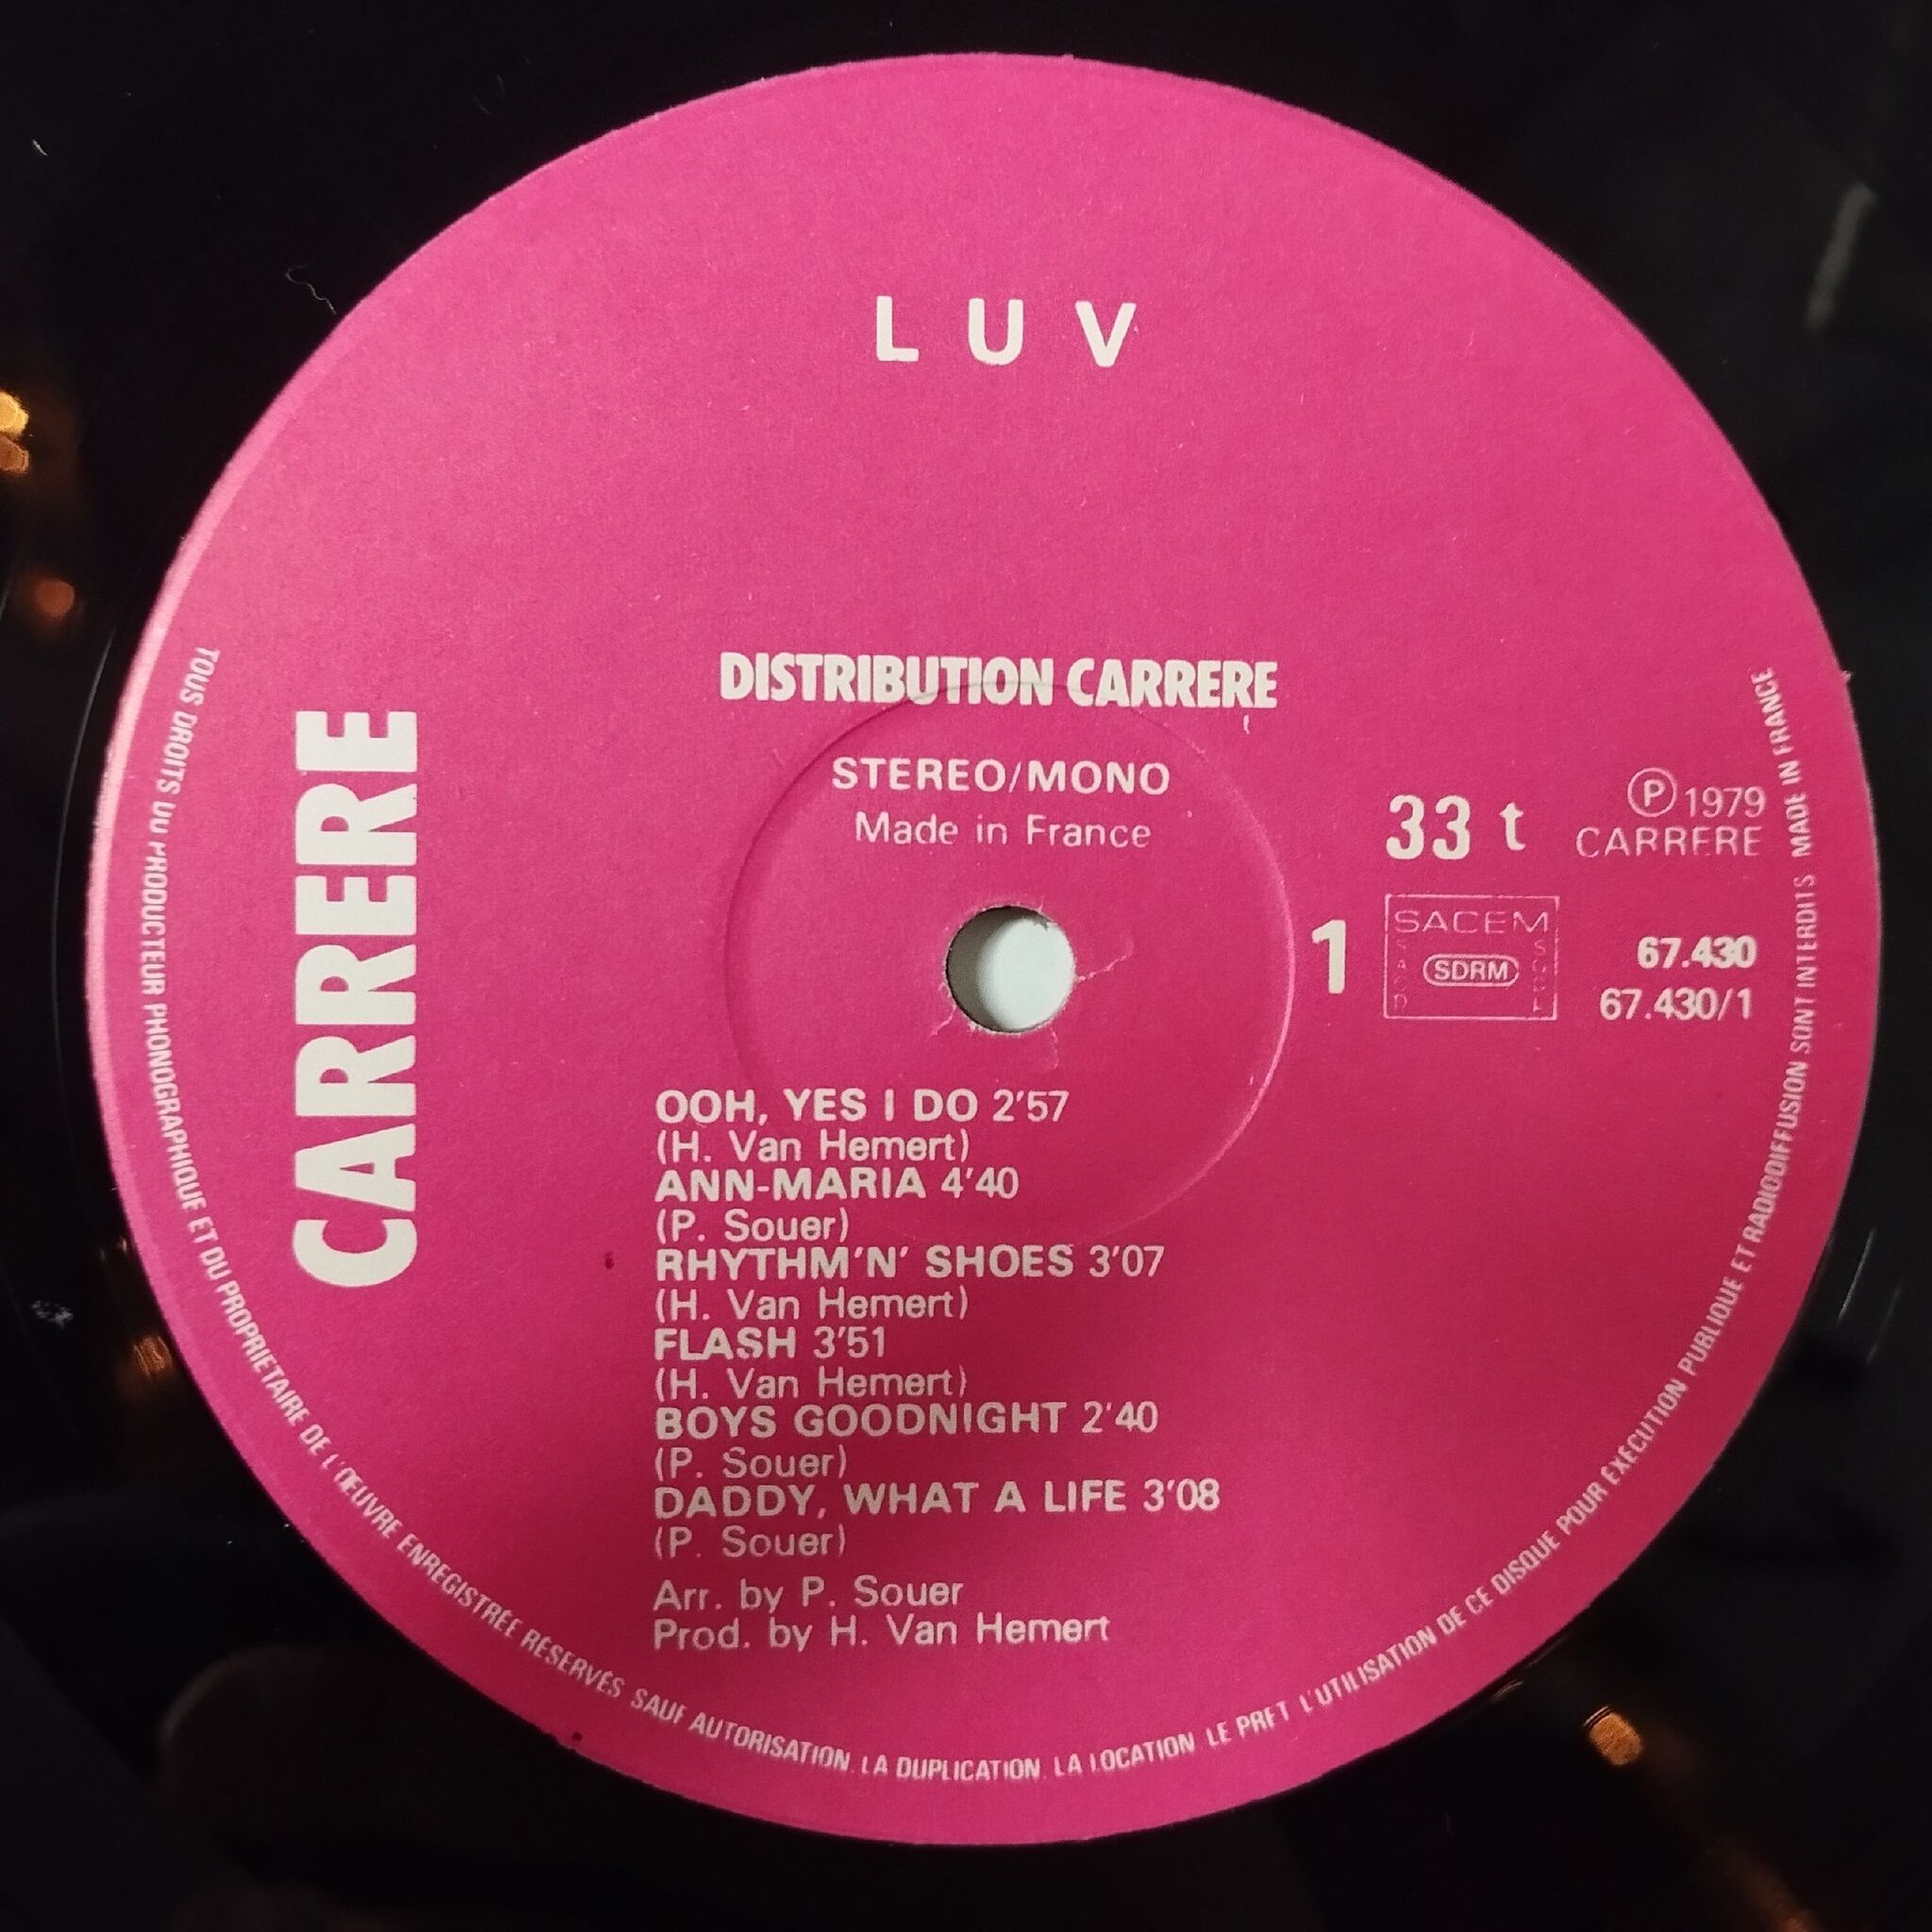 L U V
DISTRIBUTION CARRERE
STEREO/MONO
Made in France
CARRERE
33 t
Ⓟ 1979
CARRERE
1
SACEM
SACD
SDRM
SGDL
67.430
67.430/1
OOH, YES I DO 2'57
(H. Van Hemert)
ANN-MARIA 4'40
(P. Souer)
RHYTHM'N' SHOES 3'07
(H. Van Hemert)
FLASH 3'51
(H. Van Hemert)
BOYS GOODNIGHT 2'40
(P. Souer)
DADDY, WHAT A LIFE 3'08
(P. Souer)
Arr. by P. Souer
Prod. by H. Van Hemert
TOUS DROITS DU PRODUCTEUR PHONOGRAPHIQUE ET DU PROPRIETAIRE DE L'ŒUVRE ENREGISTRÉE RÉSERVÉS SAUF AUTORISATION. LA DUPLICATION. LA LOCATION. LE PRET L'UTILISATION DE CE DISQUE POUR EXECUTION PUBLIQUE ET RADIODIFFUSION SONT INTERDITS MADE IN FRANCE